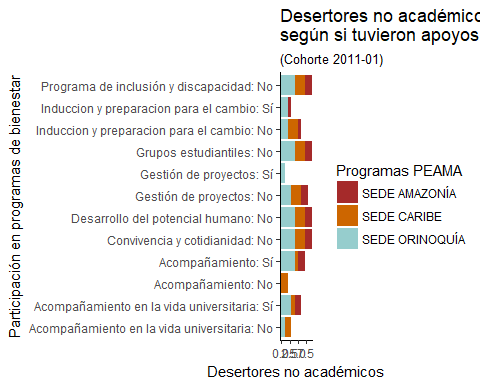 Desertores no académico
según si tuvieron apoyos
(Cohorte 2011-01)
Participación en programas de bienestar
Programa de inclusión y discapacidad: No
Induccion y preparacion para el cambio: Sí
Induccion y preparacion para el cambio: No
Grupos estudiantiles: No
Gestión de proyectos: Sí
Gestión de proyectos: No
Desarrollo del potencial humano: No
Convivencia y cotidianidad: No
Acompañamiento: Sí
Acompañamiento: No
Acompañamiento en la vida universitaria: Sí
Acompañamiento en la vida universitaria: No
Desertores no académicos
Programas PEAMA
SEDE AMAZONÍA
SEDE CARIBE
SEDE ORINOQUÍA